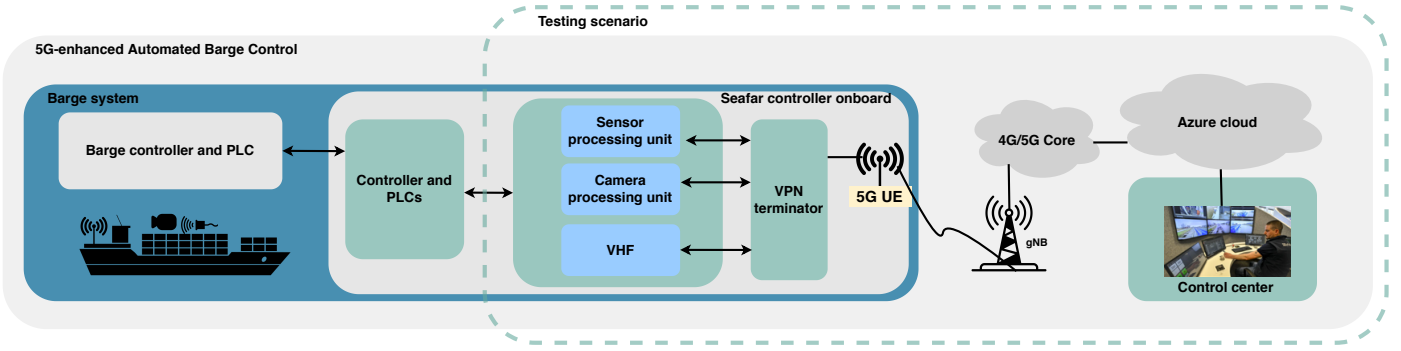 Testing scenario
5G-enhanced Automated Barge Control
Barge system
Seafar controller onboard
Barge controller and PLC
Controller and
PLCs
Sensor
processing unit
Camera
processing unit
VHF
VPN
terminator
5G UE
4G/5G Core
gNB
Azure cloud
Control center